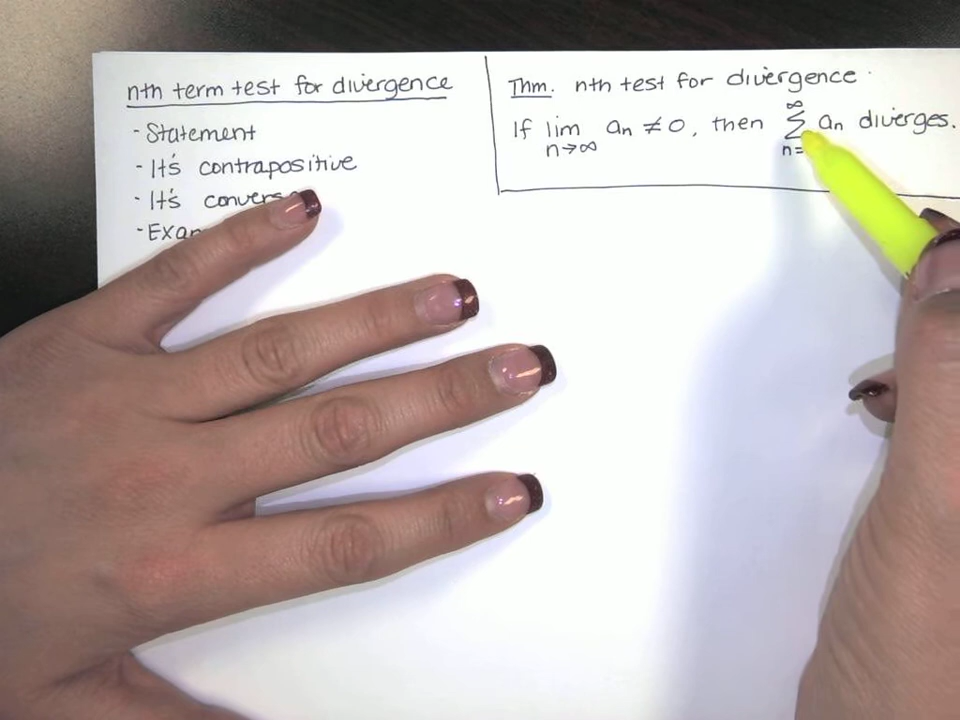 nth term test for divergence
- Statement
- It's contrapositive
- It's
Thm. nth test for divergence.
If lim an ≠ 0, then ∞ Σ an diverges.
n→∞ n=